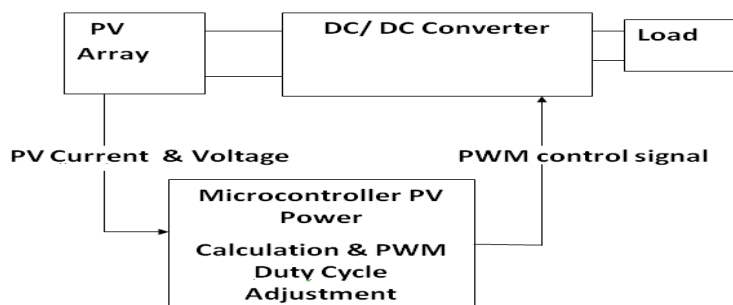 PV
Array
DC/ DC Converter
Load
PV Current & Voltage
PWM control signal
Microcontroller PV
Power
Calculation & PWM
Duty Cycle
Adjustment